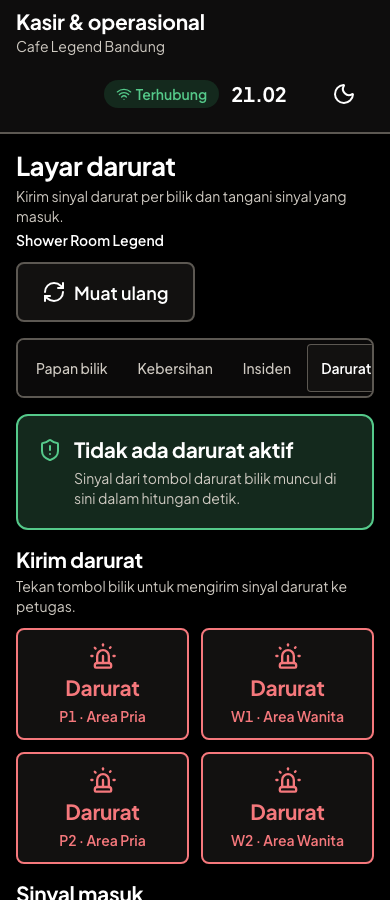 Kasir & operasional
Cafe Legend Bandung
Terhubung
21.02
Layar darurat
Kirim sinyal darurat per bilik dan tangani sinyal yang
masuk.
Shower Room Legend
Muat ulang
Papan bilik
Kebersihan
Insiden
Darurat
Tidak ada darurat aktif
Sinyal dari tombol darurat bilik muncul di
sini dalam hitungan detik.
Kirim darurat
Tekan tombol bilik untuk mengirim sinyal darurat ke
petugas.
Darurat
P1 · Area Pria
Darurat
W1 · Area Wanita
Darurat
P2 · Area Pria
Darurat
W2 · Area Wanita
Sinyal masuk